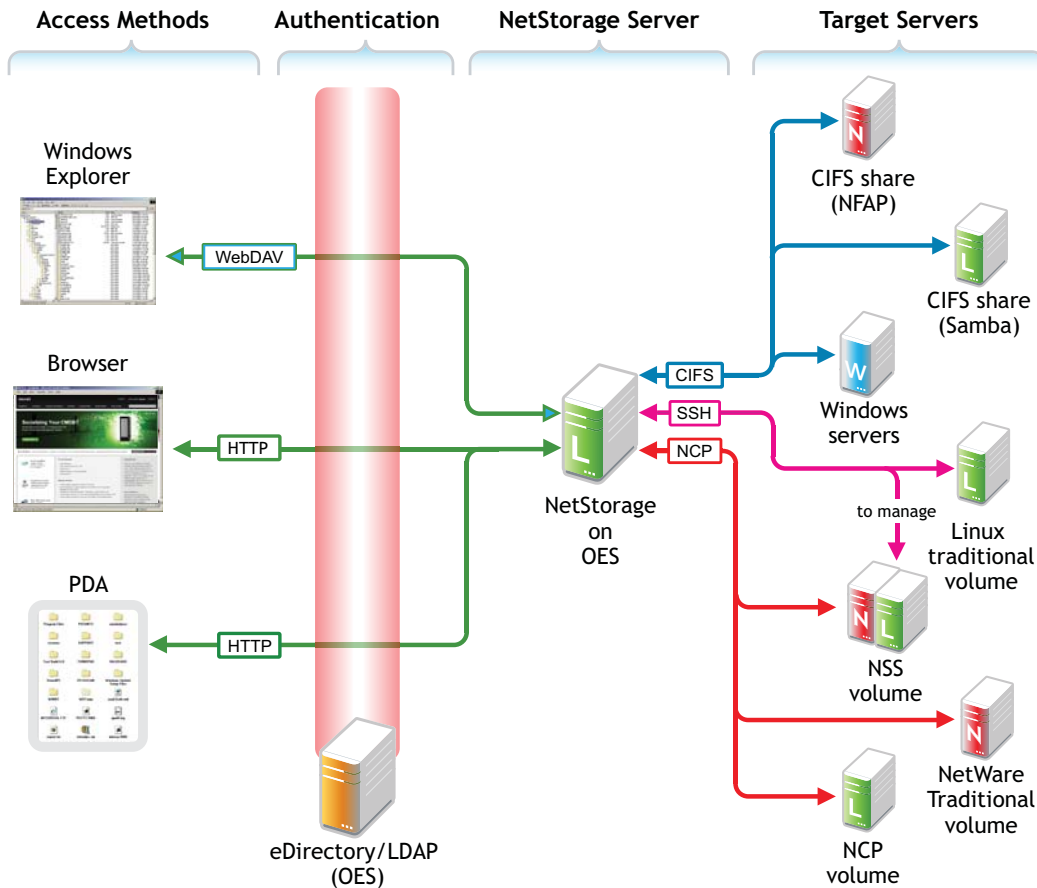 Access Methods
Authentication
NetStorage Server
Target Servers
Windows
Explorer
WebDAV
Browser
HTTP
PDA
HTTP
eDirectory/LDAP
(OES)
L
NetStorage
on
OES
CIFS
SSH
NCP
N
CIFS share
(NFAP)
L
CIFS share
(Samba)
W
Windows
servers
L
Linux
traditional
volume
to manage
N
L
NSS
volume
N
NetWare
Traditional
volume
L
NCP
volume